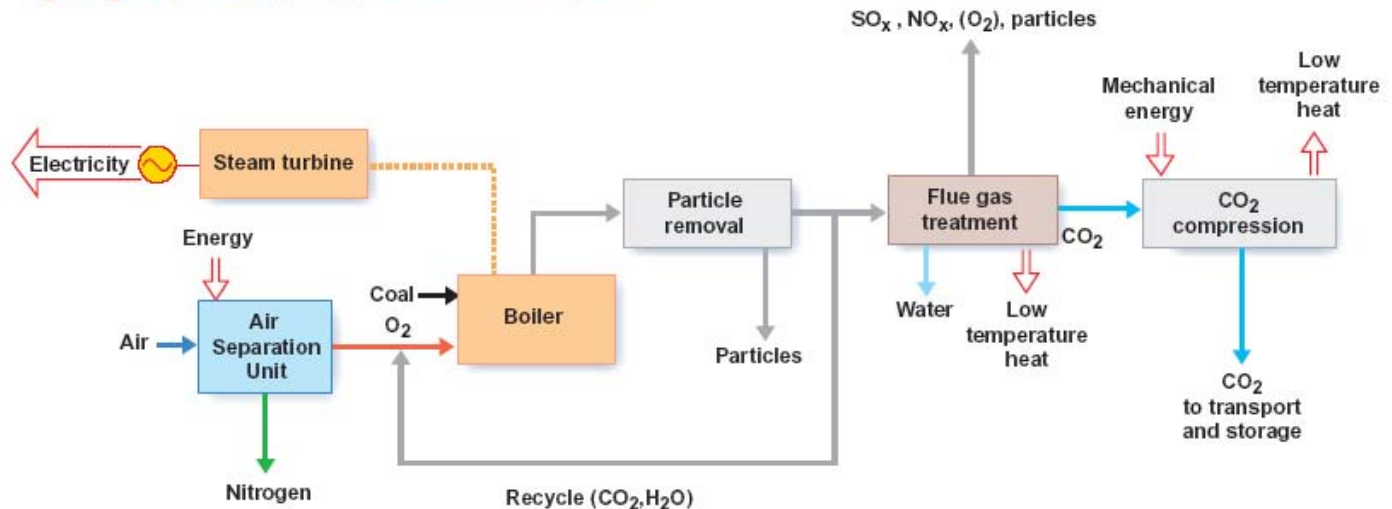 SOx , NOx, (O2), particles
Low
temperature
heat
Mechanical
energy
Electricity
Steam turbine
Particle
removal
Flue gas
treatment
CO2
compression
CO2
Energy
Coal
O2
Boiler
Air
Air
Separation
Unit
Water
Low
temperature
heat
Particles
CO2
to transport
and storage
Nitrogen
Recycle (CO2,H2O)